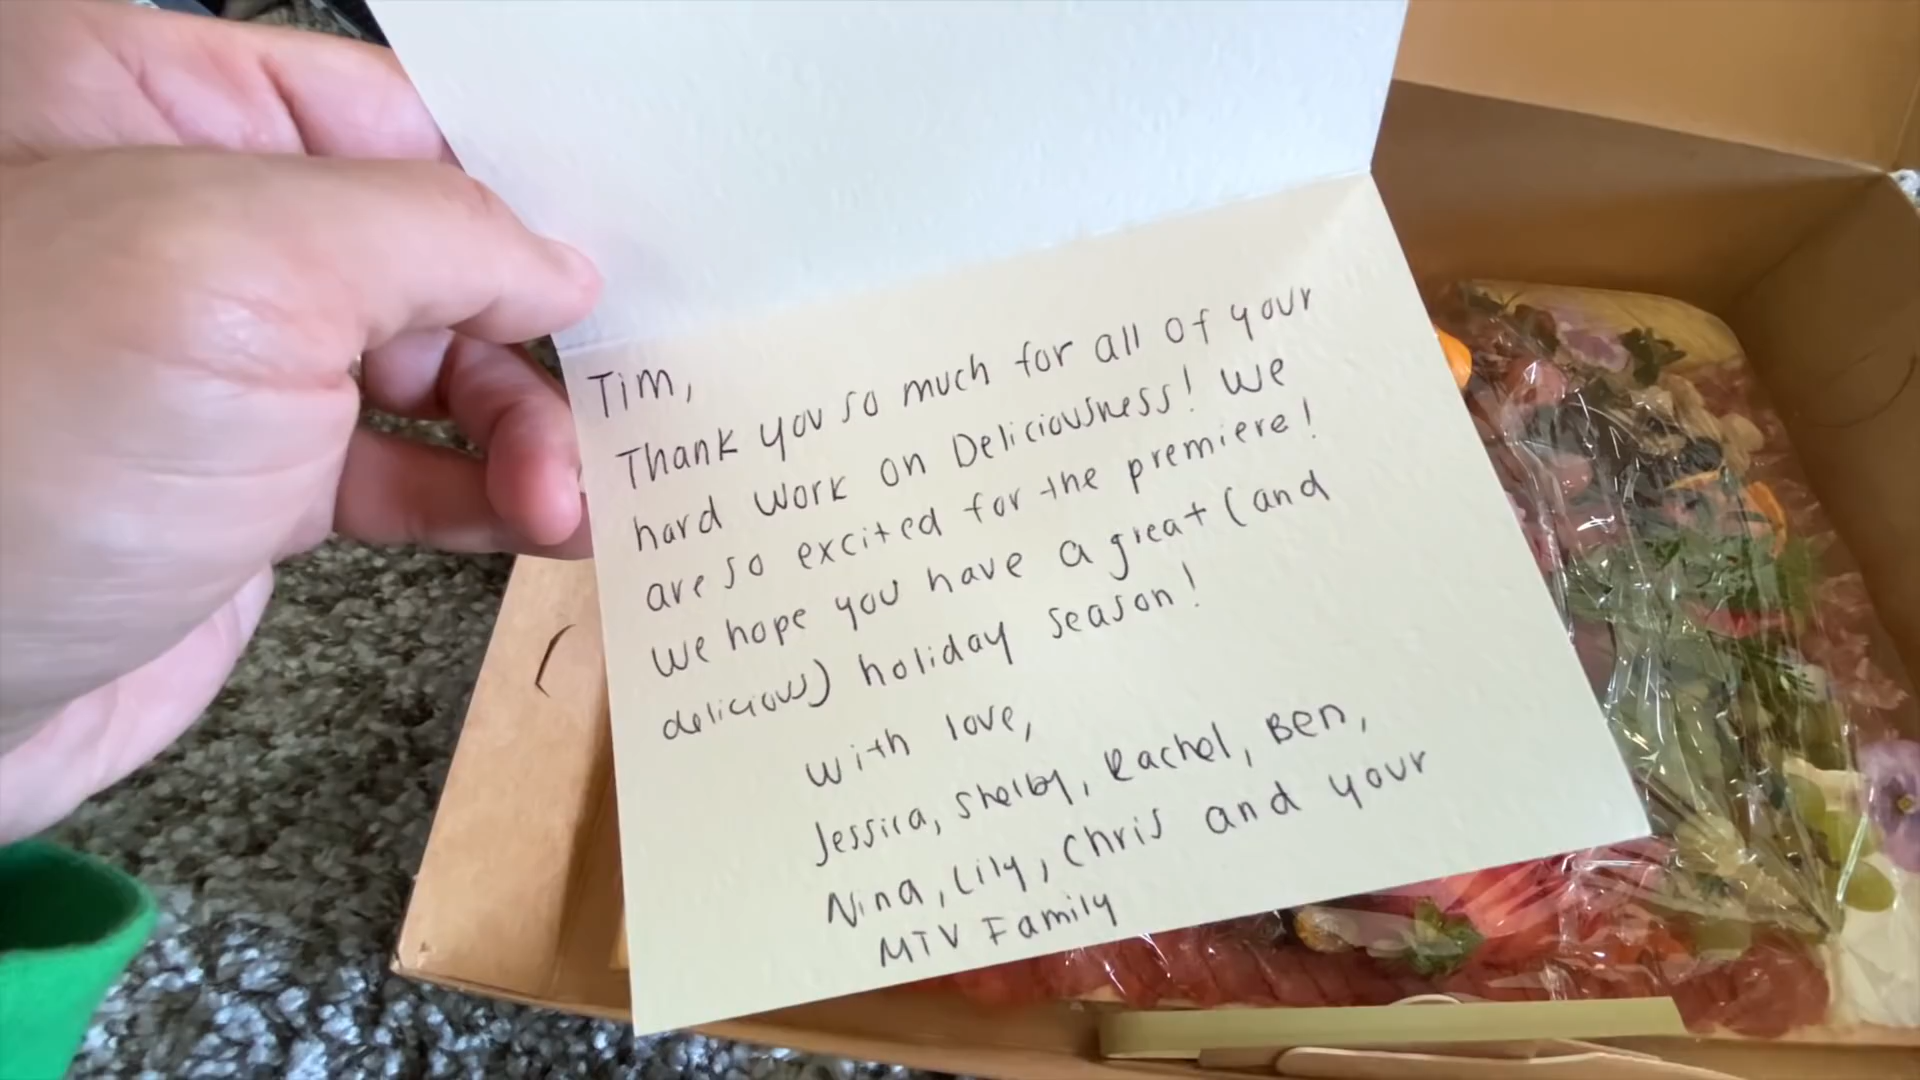 Tim,
Thank you so much for all of your
hard work on Deliciousness! We
are so excited for the premiere!
We hope you have a great (and
delicious) holiday season!
With love,
Jessica, Shelby, Rachel, Ben,
Nina, Lily, Chris and your
MTV Family